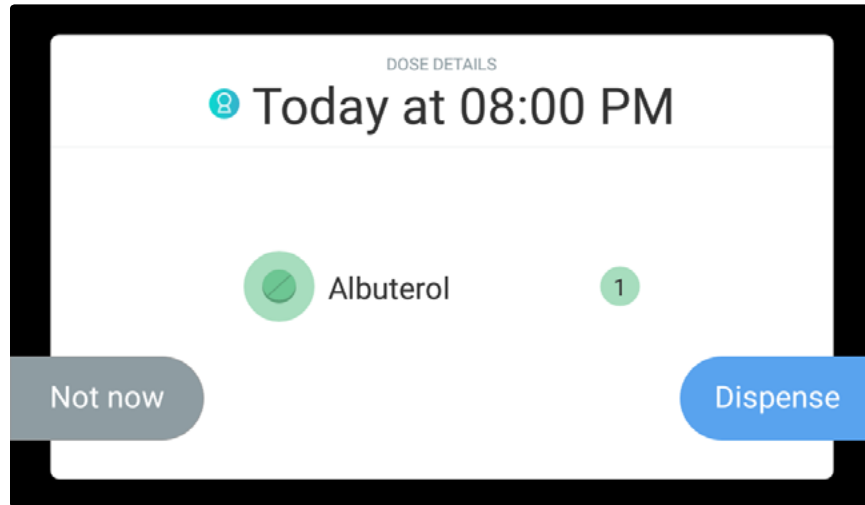 DOSE DETAILS
Today at 08:00 PM
Albuterol 1
Not now
Dispense